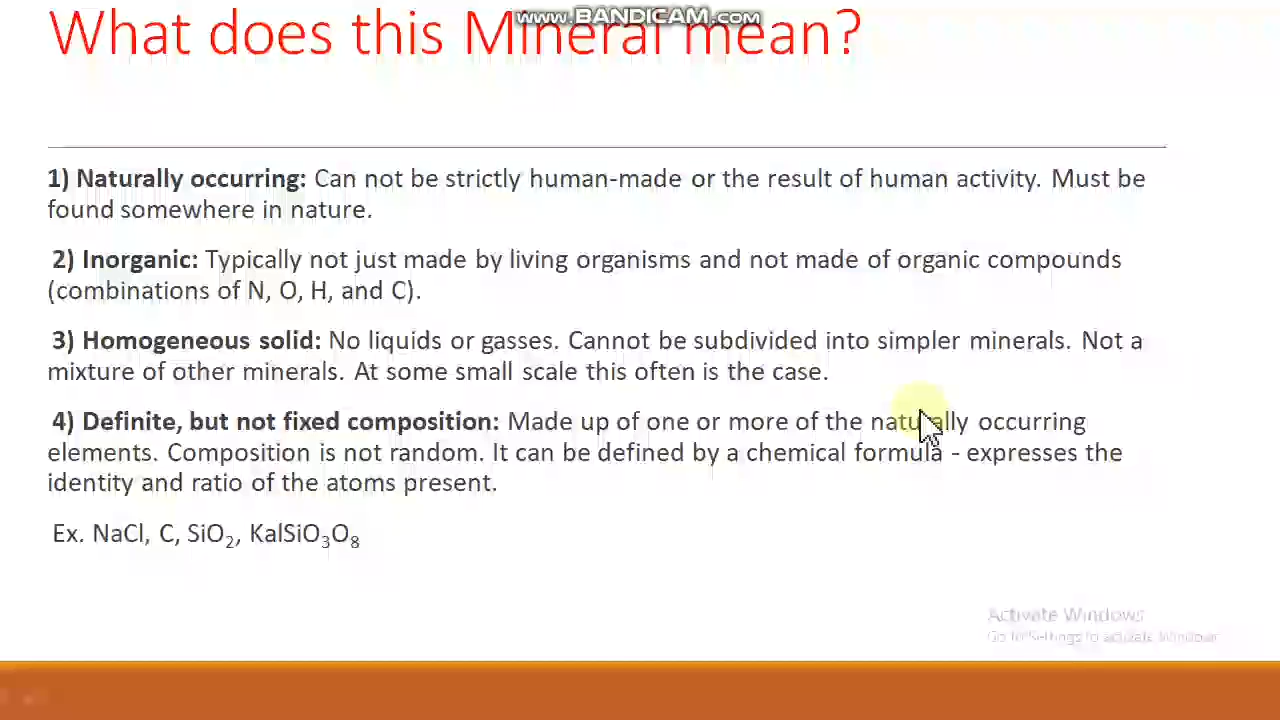 www.BANDICAM.com
What does this Mineral mean?
1) Naturally occurring: Can not be strictly human-made or the result of human activity. Must be
found somewhere in nature.
2) Inorganic: Typically not just made by living organisms and not made of organic compounds
(combinations of N, O, H, and C).
3) Homogeneous solid: No liquids or gasses. Cannot be subdivided into simpler minerals. Not a
mixture of other minerals. At some small scale this often is the case.
4) Definite, but not fixed composition: Made up of one or more of the naturally occurring
elements. Composition is not random. It can be defined by a chemical formula - expresses the
identity and ratio of the atoms present.
Ex. NaCl, C, SiO₂, KalSiO₃O₈
Activate Windows
Go to Settings to activate Windows.